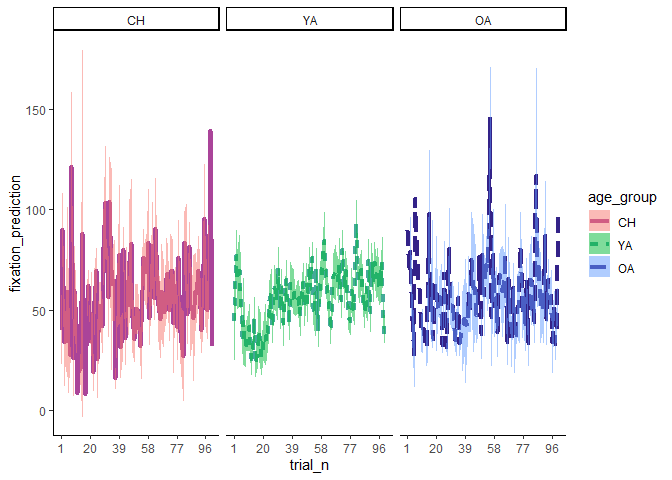 CH YA OA
fixation_prediction
150
100
50
0
1 20 39 58 77 96 1 20 39 58 77 96 1 20 39 58 77 96
trial_n
age_group
CH
YA
OA